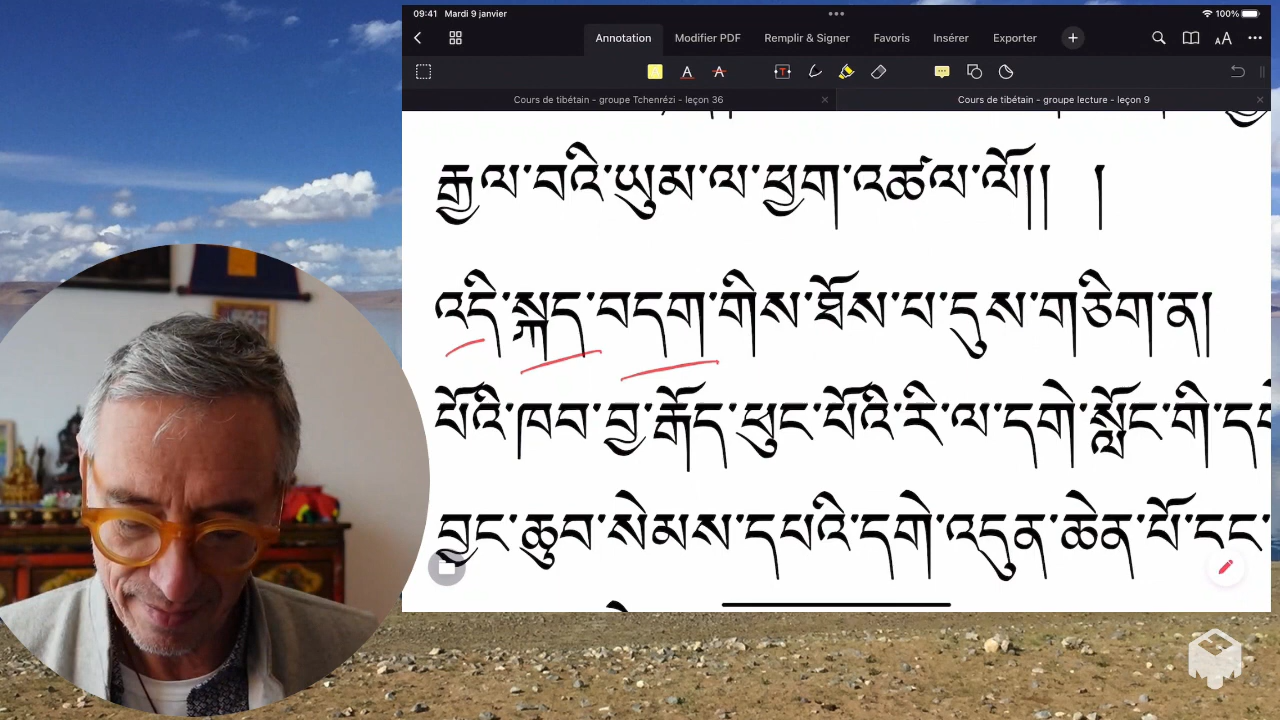 09:41 Mardi 9 janvier
100%
Annotation Modifier PDF Remplir & Signer Favoris Insérer Exporter
Cours de tibétain - groupe Tchenrézi - leçon 36
Cours de tibétain - groupe lecture - leçon 9
རྒྱལ་བའི་ཡུམ་ལ་ཕྱག་འཚལ་ལོ།། །
འདི་སྐད་བདག་གིས་ཐོས་པ་དུས་གཅིག་ན།
པོའི་ཁབ་བྱ་རྒོད་ཕུང་པོའི་རི་ལ་དགེ་སློང་གི་
བྱང་ཆུབ་སེམས་དཔའི་དགེ་འདུན་ཆེན་པོ་དང་